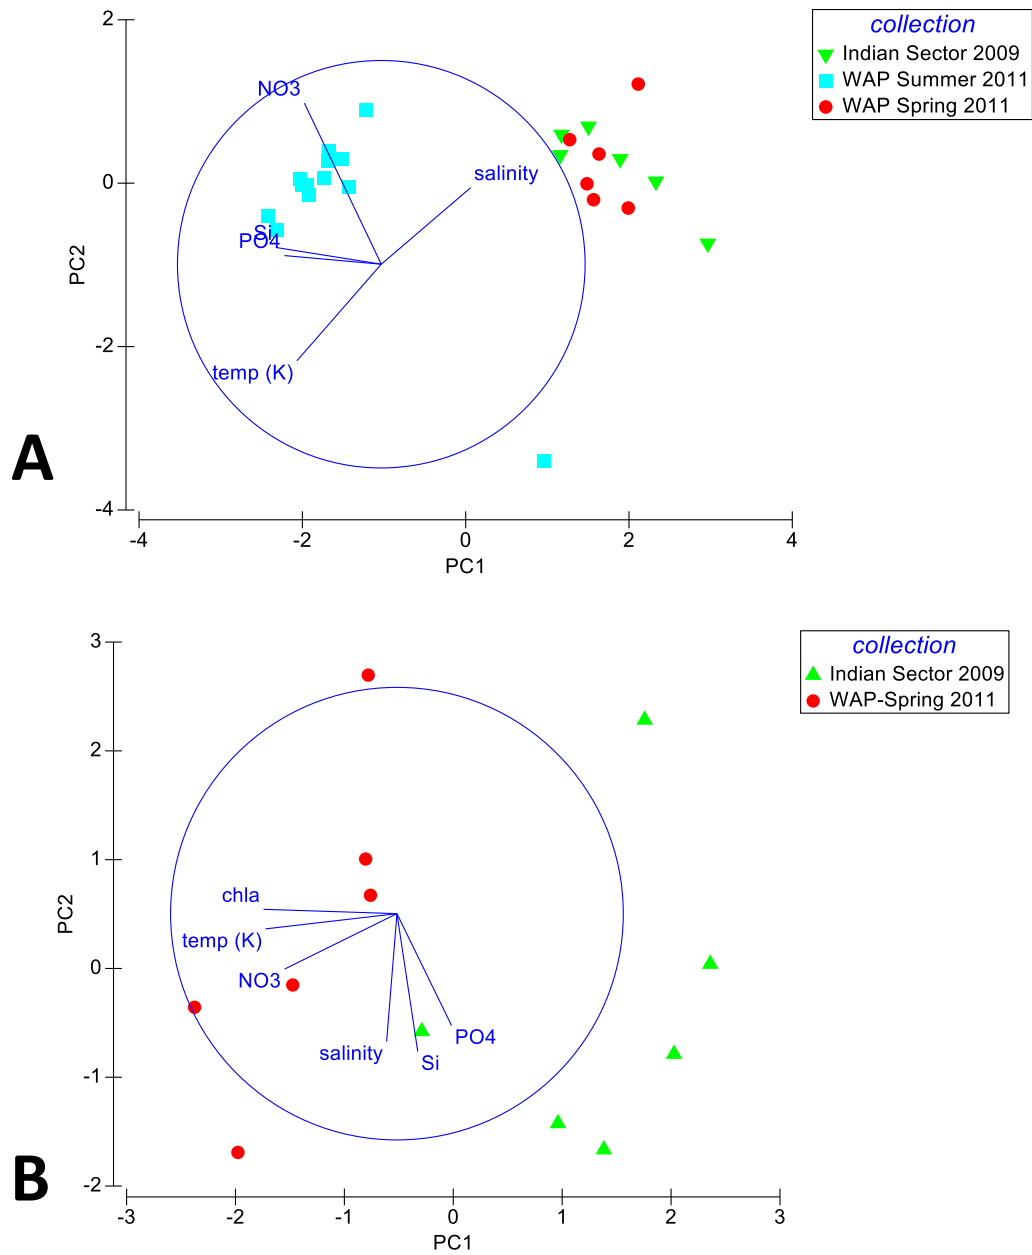 2
0
-2
-4
PC2
-4
-2
0
2
4
PC1
NO3
salinity
Si
PO4
temp (K)
A
collection
Indian Sector 2009
WAP Summer 2011
WAP Spring 2011
3
2
1
0
-1
-2
PC2
-3
-2
-1
0
1
2
3
PC1
chla
temp (K)
NO3
salinity
PO4
Si
B
collection
Indian Sector 2009
WAP-Spring 2011